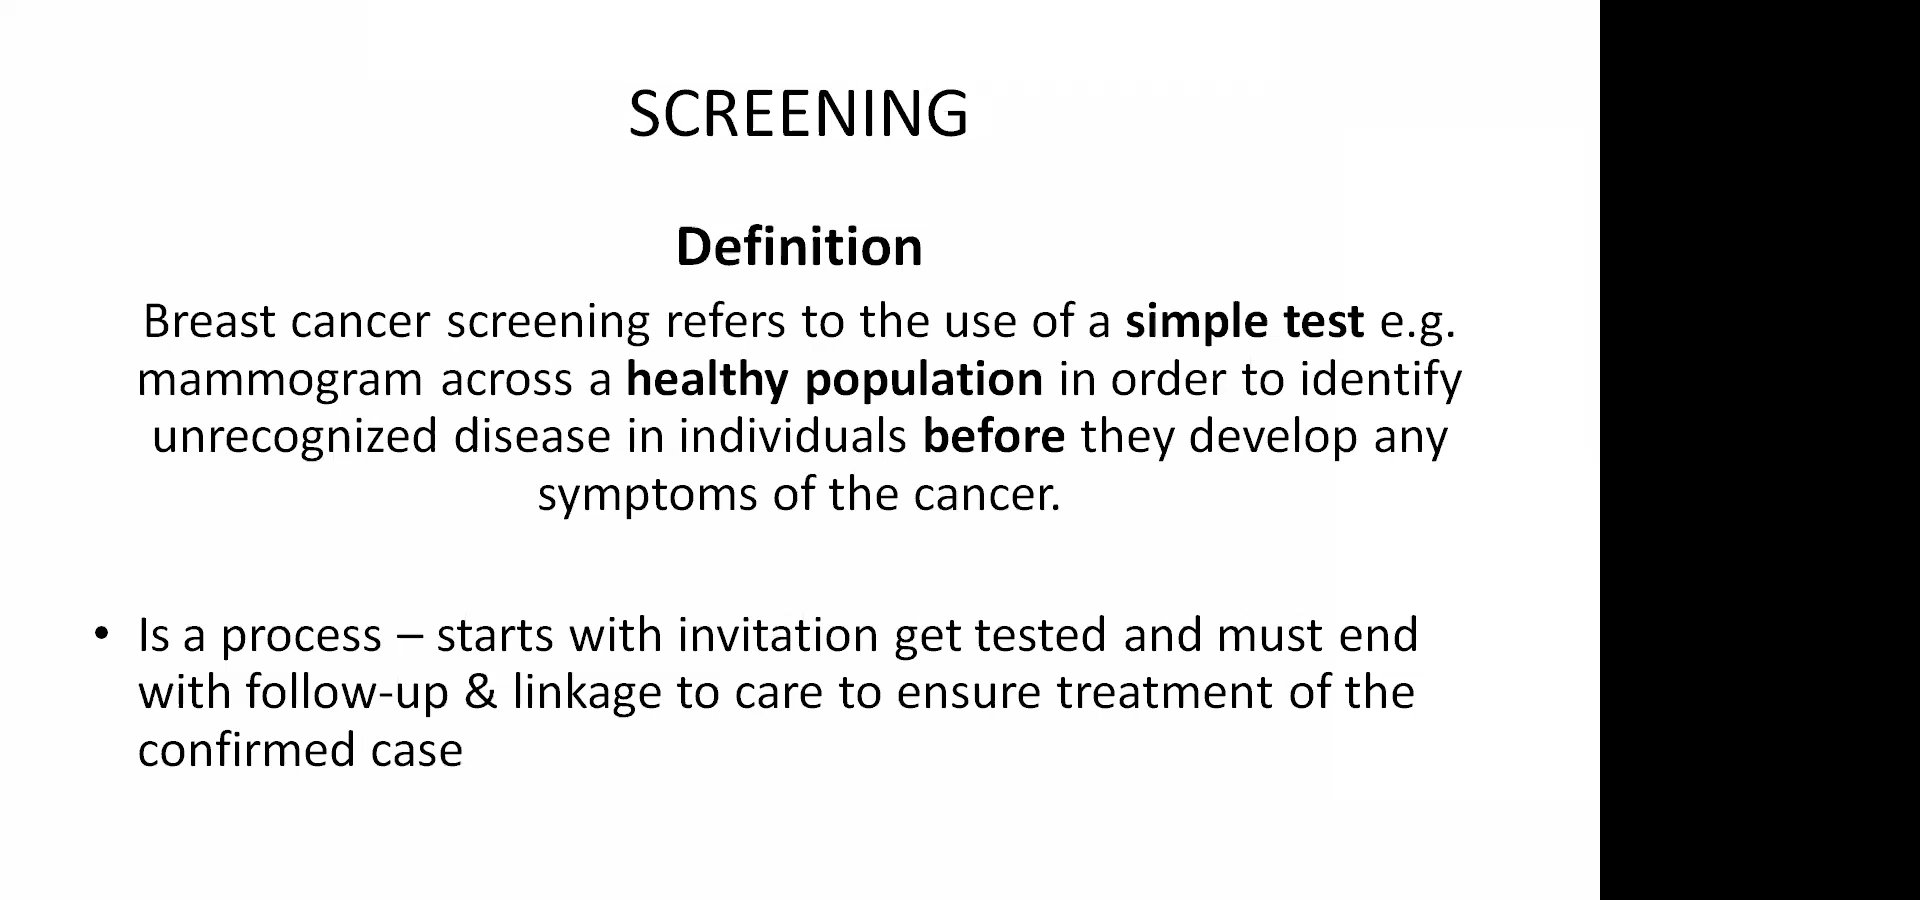 SCREENING
Definition
Breast cancer screening refers to the use of a simple test e.g.
mammogram across a healthy population in order to identify
unrecognized disease in individuals before they develop any
symptoms of the cancer.
• Is a process – starts with invitation get tested and must end
with follow-up & linkage to care to ensure treatment of the
confirmed case